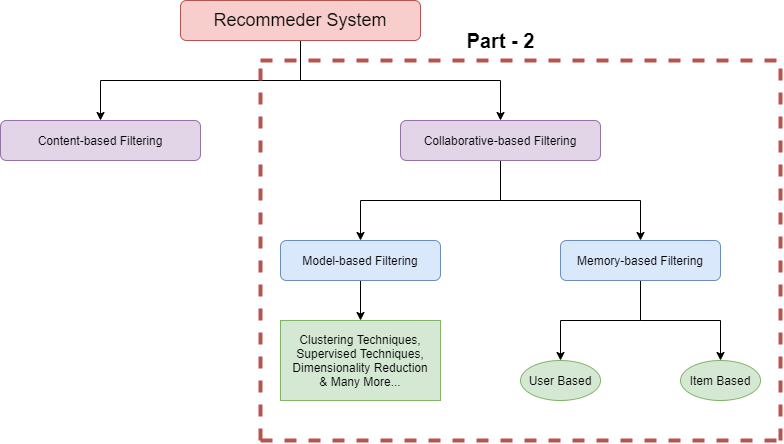 Recommeder System
Part - 2
Content-based Filtering
Collaborative-based Filtering
Model-based Filtering
Memory-based Filtering
Clustering Techniques,
Supervised Techniques,
Dimensionality Reduction
& Many More...
User Based
Item Based